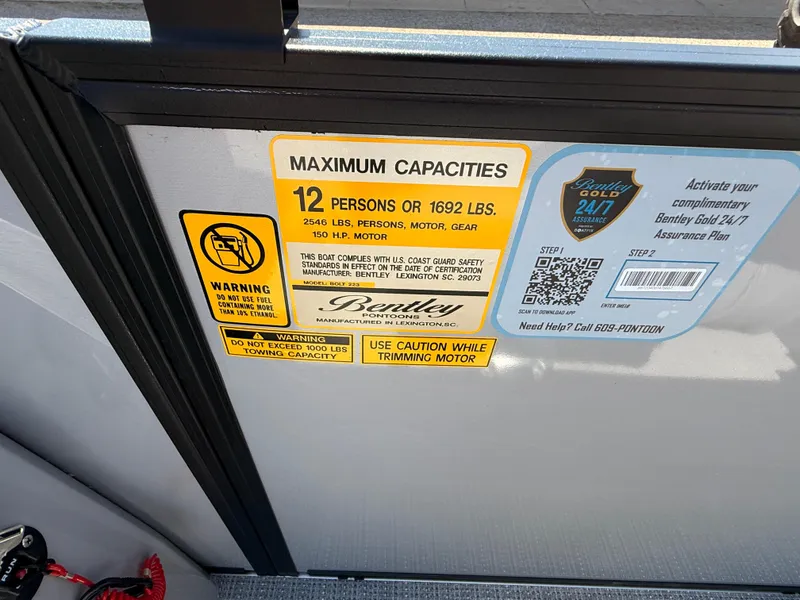 MAXIMUM CAPACITIES
12 PERSONS OR 1692 LBS.
2546 LBS, PERSONS, MOTOR, GEAR
150 H.P. MOTOR
THIS BOAT COMPLIES WITH U.S. COAST GUARD SAFETY
STANDARDS IN EFFECT ON THE DATE OF CERTIFICATION
MANUFACTURER: BENTLEY LEXINGTON SC. 29073
MODEL: BOLT 223
Bentley
PONTOONS
MANUFACTURED IN LEXINGTON, SC.
WARNING
DO NOT USE FUEL
CONTAINING MORE
THAN 10% ETHANOL.
WARNING
DO NOT EXCEED 1000 LBS
TOWING CAPACITY
USE CAUTION WHILE
TRIMMING MOTOR
Bentley
GOLD
24/7
ASSURANCE
Activate your
complimentary
Bentley Gold 24/7
Assurance Plan
STEP 1
STEP 2
SCAN TO DOWNLOAD APP
Need Help? Call 609-PONTOON
RUN